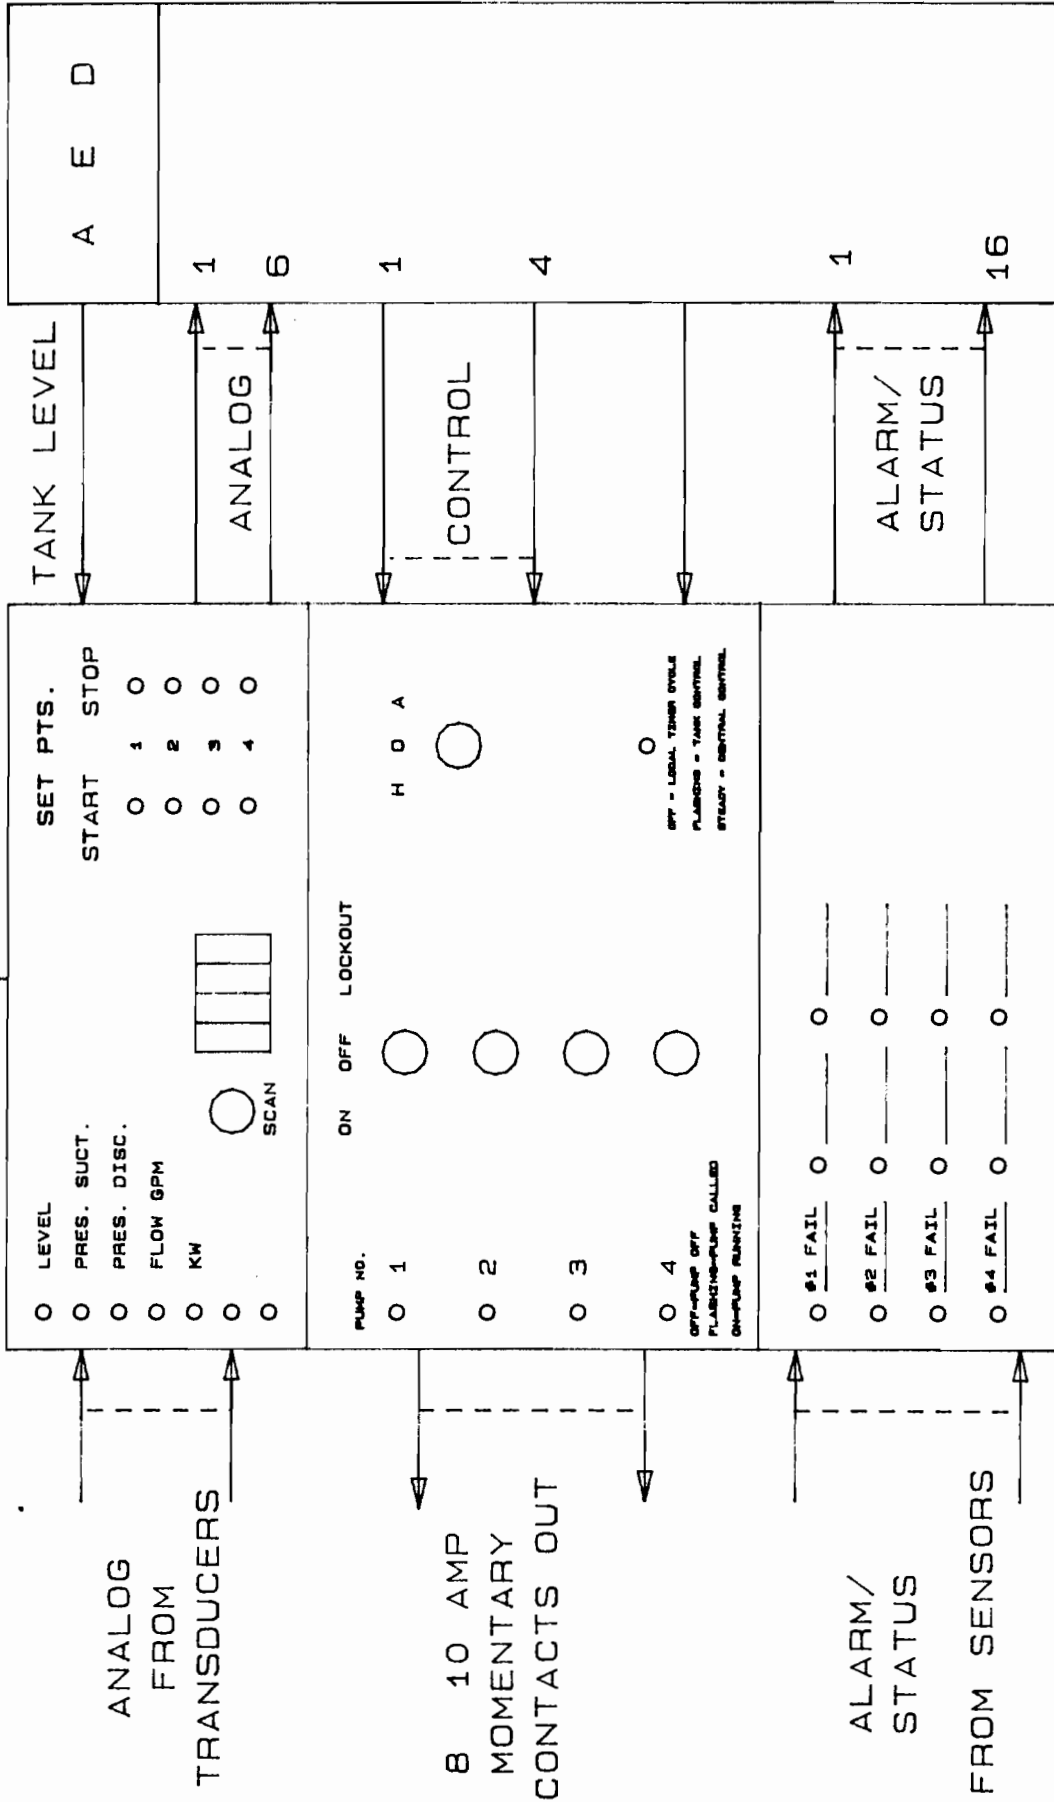 ANALOG
FROM
TRANSDUCERS
8 10 AMP
MOMENTARY
CONTACTS OUT
ALARM/
STATUS
FROM SENSORS
LEVEL
PRES. SUCT.
PRES. DISC.
FLOW GPM
KW
SCAN
SET PTS.
START STOP
1
2
3
4
PUMP NO.
ON OFF LOCKOUT
H O A
1
2
3
4
OFF-PUMP OFF
FLASHING-PUMP CALLED
ON-PUMP RUNNING
OFF - LOCAL TIMER CYCLE
FLASHING - TANK CONTROL
STEADY - CENTRAL CONTROL
#1 FAIL
#2 FAIL
#3 FAIL
#4 FAIL
TANK LEVEL
ANALOG
CONTROL
ALARM/
STATUS
A E D
1
6
1
4
1
16